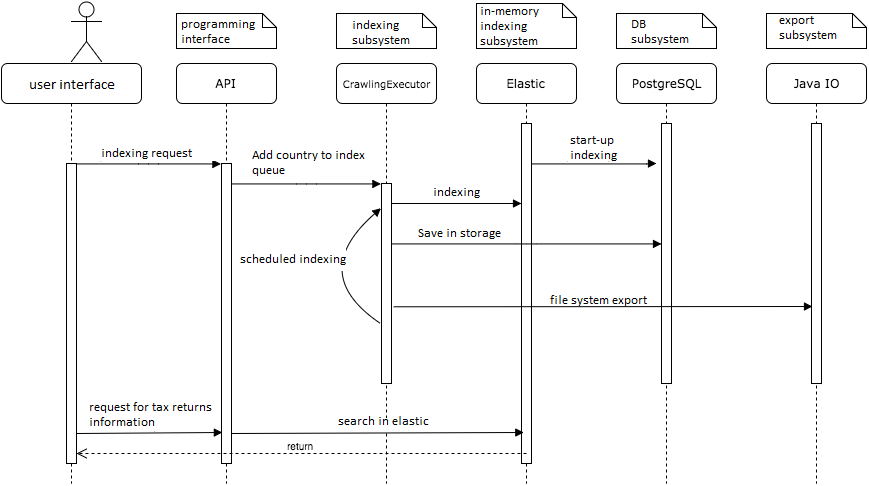 programming
interface
indexing
subsystem
in-memory
indexing
subsystem
DB
subsystem
export
subsystem
user interface
API
CrawlingExecutor
Elastic
PostgreSQL
Java IO
start-up
indexing
indexing request
Add country to index
queue
indexing
Save in storage
scheduled indexing
file system export
request for tax returns
information
search in elastic
return